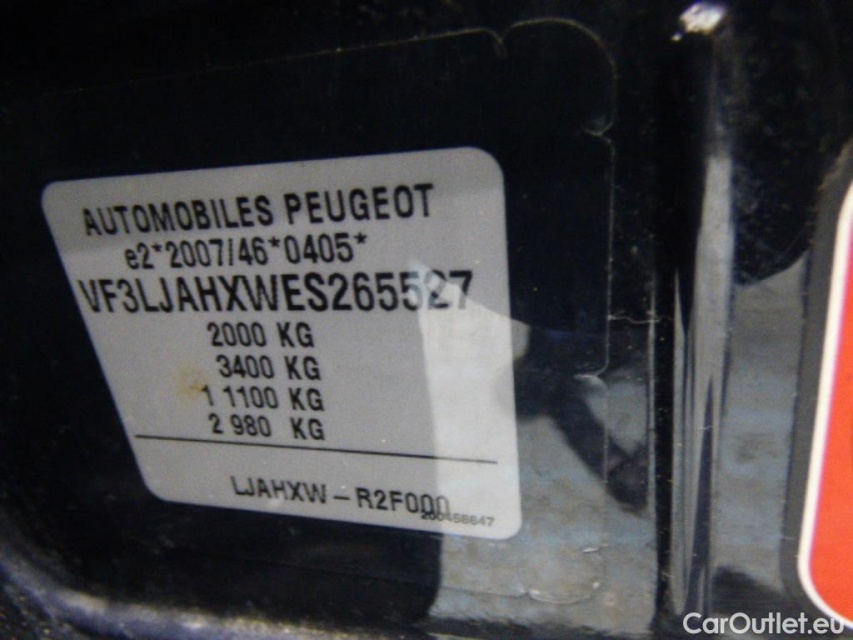 AUTOMOBILES PEUGEOT
e2*2007/46*0405*
VF3LJAHXWES265527
2000 KG
3400 KG
1 1100 KG
2 980 KG
LJAHXW-R2F000
200458647
CarOutlet.eu